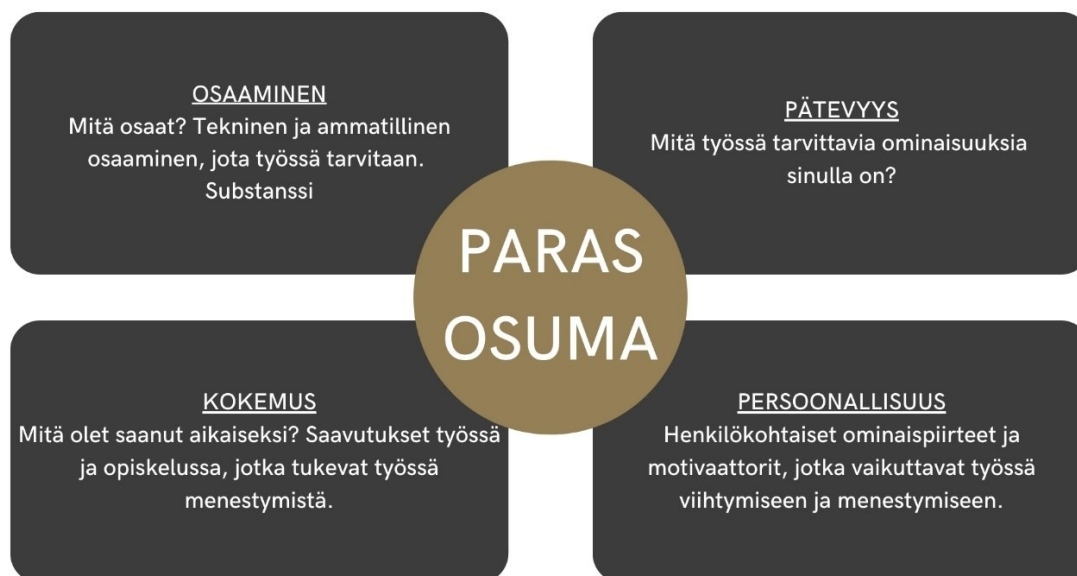 OSAAMINEN
Mitä osaat? Tekninen ja ammatillinen
osaaminen, jota työssä tarvitaan.
Substanssi
PÄTEVYYS
Mitä työssä tarvittavia ominaisuuksia
sinulla on?
PARAS
OSUMA
KOKEMUS
Mitä olet saanut aikaiseksi? Saavutukset työssä
ja opiskelussa, jotka tukevat työssä
menestymistä.
PERSOONALLISUUS
Henkilökohtaiset ominaispiirteet ja
motivaattorit, jotka vaikuttavat työssä
viihtymiseen ja menestymiseen.